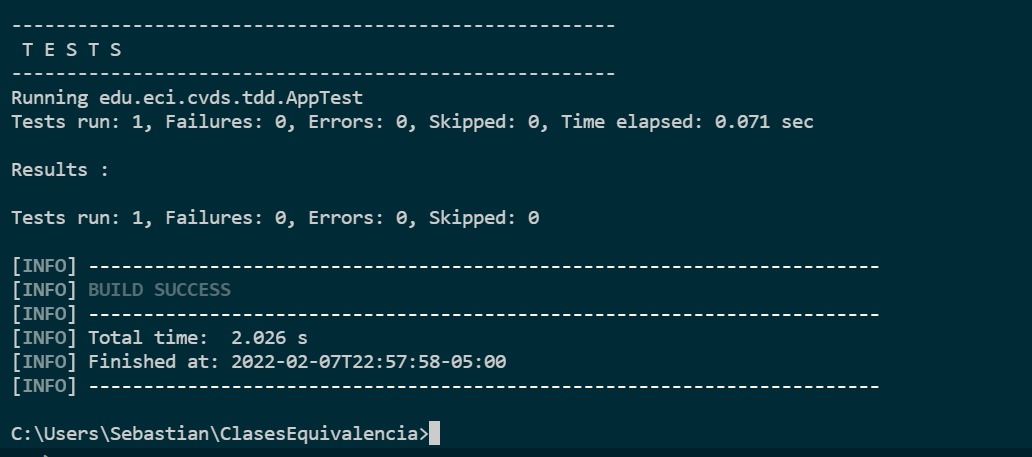 -------------------------------------------------------
 T E S T S
-------------------------------------------------------
Running edu.eci.cvds.tdd.AppTest
Tests run: 1, Failures: 0, Errors: 0, Skipped: 0, Time elapsed: 0.071 sec

Results :

Tests run: 1, Failures: 0, Errors: 0, Skipped: 0

[INFO] ------------------------------------------------------------------------
[INFO] BUILD SUCCESS
[INFO] ------------------------------------------------------------------------
[INFO] Total time:  2.026 s
[INFO] Finished at: 2022-02-07T22:57:58-05:00
[INFO] ------------------------------------------------------------------------

C:\Users\Sebastian\ClasesEquivalencia>